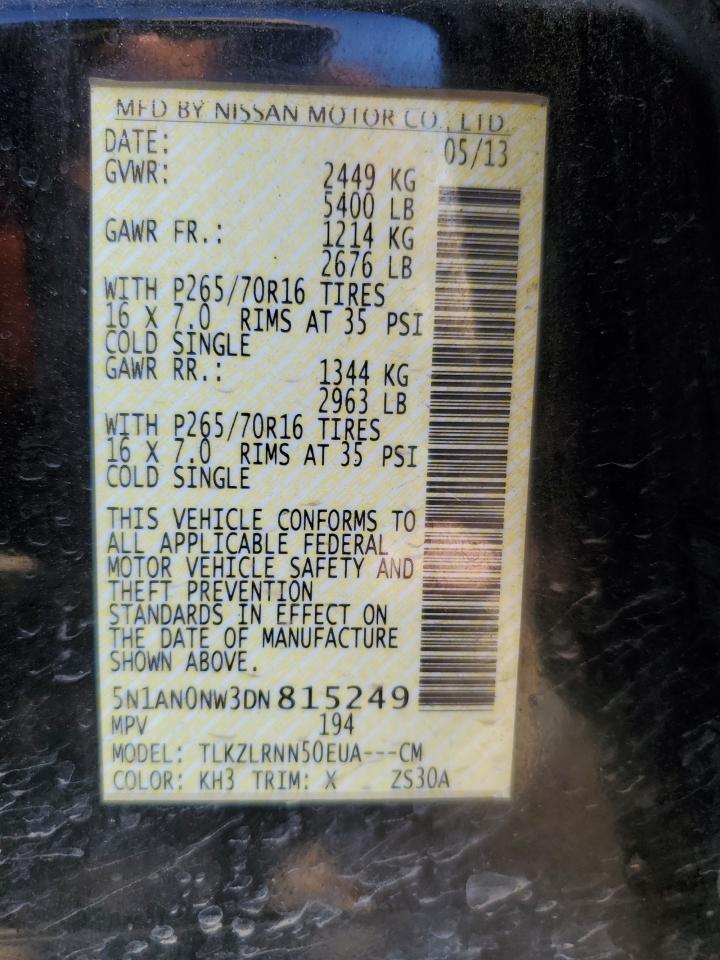 MFD BY NISSAN MOTOR CO., LTD.
DATE: 05/13
GVWR: 2449 KG
5400 LB
GAWR FR.: 1214 KG
2676 LB
WITH P265/70R16 TIRES
16 X 7.0 RIMS AT 35 PSI
COLD SINGLE
GAWR RR.: 1344 KG
2963 LB
WITH P265/70R16 TIRES
16 X 7.0 RIMS AT 35 PSI
COLD SINGLE
THIS VEHICLE CONFORMS TO
ALL APPLICABLE FEDERAL
MOTOR VEHICLE SAFETY AND
THEFT PREVENTION
STANDARDS IN EFFECT ON
THE DATE OF MANUFACTURE
SHOWN ABOVE.
5N1AN0NW3DN815249
MPV 194
MODEL: TLKZLRNN50EUA---CM
COLOR: KH3 TRIM: X ZS30A